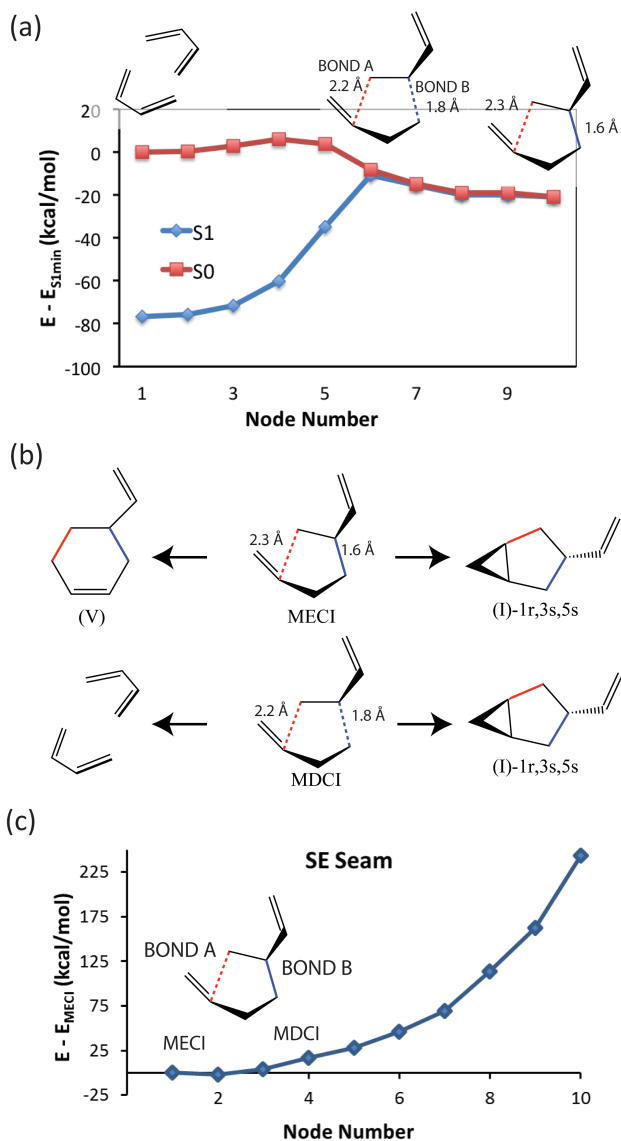 (a)
BOND A
2.2 Å
BOND B
1.8 Å
2.3 Å
1.6 Å
20
0
-20
-40
-60
-80
-100
E - E_S1min (kcal/mol)
S1
S0
1 3 5 7 9
Node Number
(b)
2.3 Å
1.6 Å
(V)
MECI
(I)-1r,3s,5s
2.2 Å
1.8 Å
MDCI
(I)-1r,3s,5s
(c)
SE Seam
225
175
125
75
25
-25
E - E_MECI (kcal/mol)
BOND A
BOND B
MECI
MDCI
2 4 6 8 10
Node Number